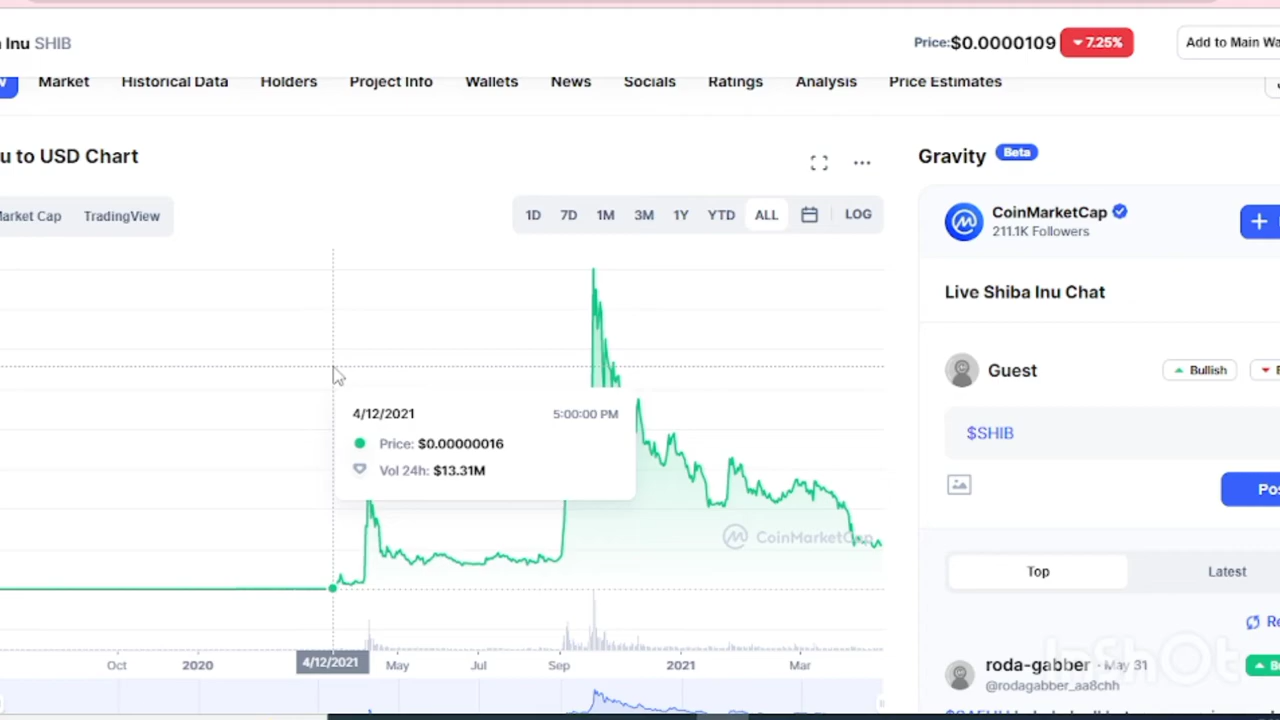 Inu SHIB
Price:$0.0000109 7.25% Add to Main Wa
Market Historical Data Holders Project Info Wallets News Socials Ratings Analysis Price Estimates
u to USD Chart
Market Cap TradingView
1D 7D 1M 3M 1Y YTD ALL LOG
4/12/2021 5:00:00 PM
Price: $0.00000016
Vol 24h: $13.31M
CoinMarketCap
Oct 2020 4/12/2021 May Jul Sep 2021 Mar
Gravity Beta
CoinMarketCap
211.1K Followers
+
Live Shiba Inu Chat
Guest Bullish
$SHIB
Pos
Top Latest
Re
roda-gabber · May 31
@rodagabber_aa8chh
InShOt